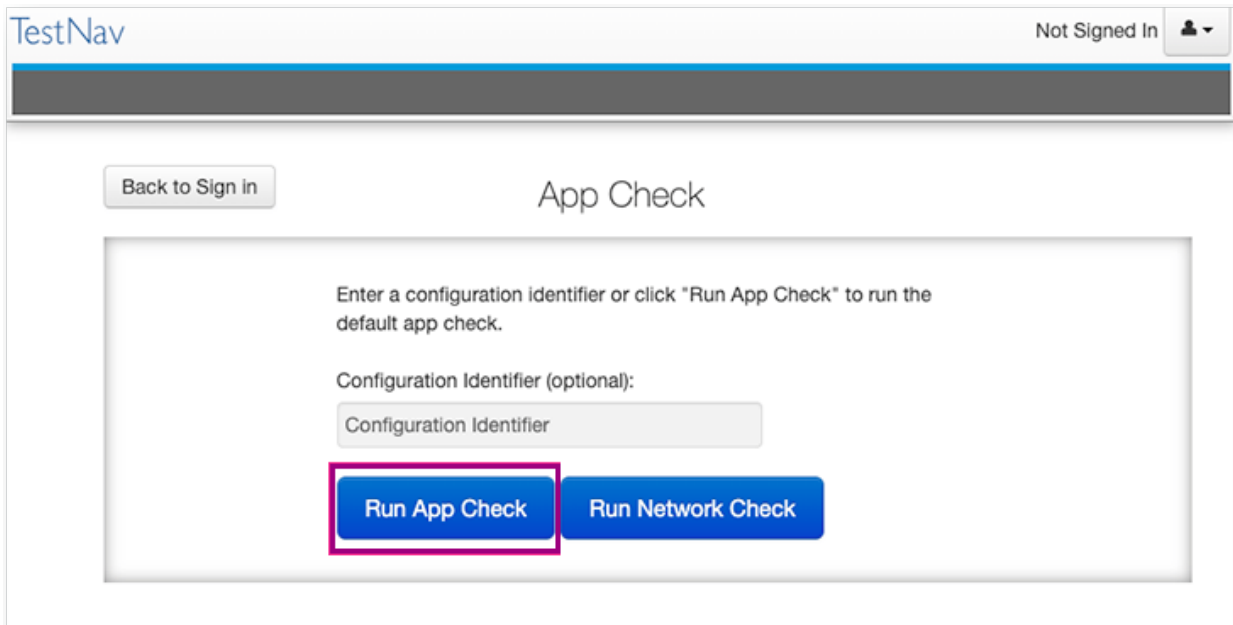 TestNav
Not Signed In
Back to Sign in
App Check
Enter a configuration identifier or click "Run App Check" to run the
default app check.
Configuration Identifier (optional):
Configuration Identifier
Run App Check
Run Network Check